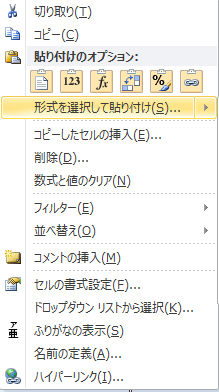 切り取り(T)
コピー(C)
貼り付けのオプション:
123 fx %
形式を選択して貼り付け(S)...
コピーしたセルの挿入(E)...
削除(D)...
数式と値のクリア(N)
フィルター(E)
並べ替え(O)
コメントの挿入(M)
セルの書式設定(F)...
ドロップダウン リストから選択(K)...
ア亜 ふりがなの表示(S)
名前の定義(A)...
ハイパーリンク(I)...